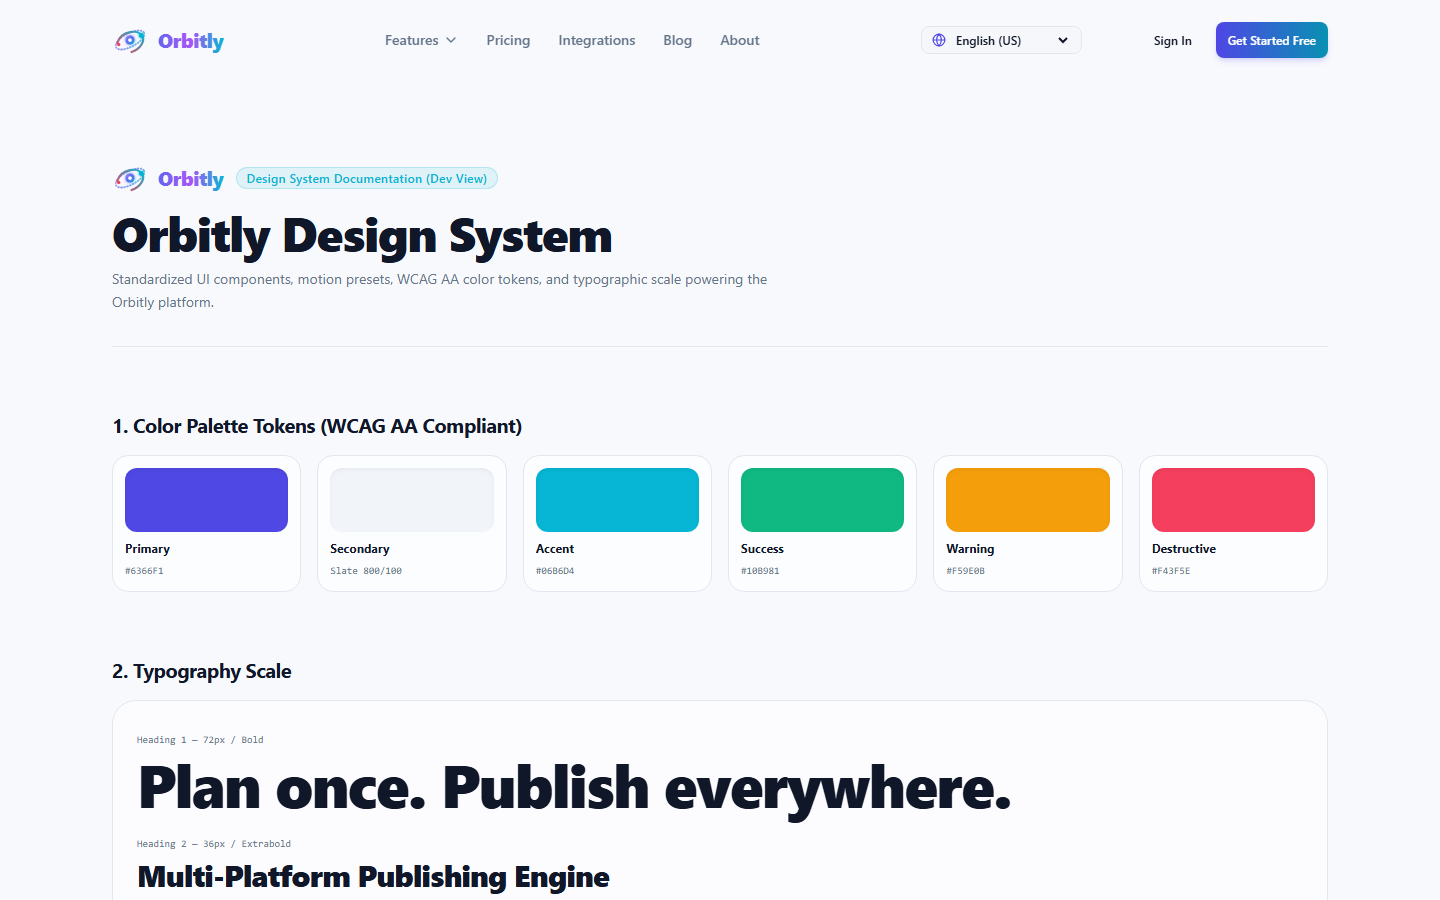 Orbitly
Features
Pricing
Integrations
Blog
About
English (US)
Sign In
Get Started Free
Orbitly
Design System Documentation (Dev View)
Orbitly Design System
Standardized UI components, motion presets, WCAG AA color tokens, and typographic scale powering the
Orbitly platform.
1. Color Palette Tokens (WCAG AA Compliant)
Primary
#6366F1
Secondary
Slate 800/100
Accent
#06B6D4
Success
#10B981
Warning
#F59E0B
Destructive
#F43F5E
2. Typography Scale
Heading 1 — 72px / Bold
Plan once. Publish everywhere.
Heading 2 — 36px / Extrabold
Multi-Platform Publishing Engine